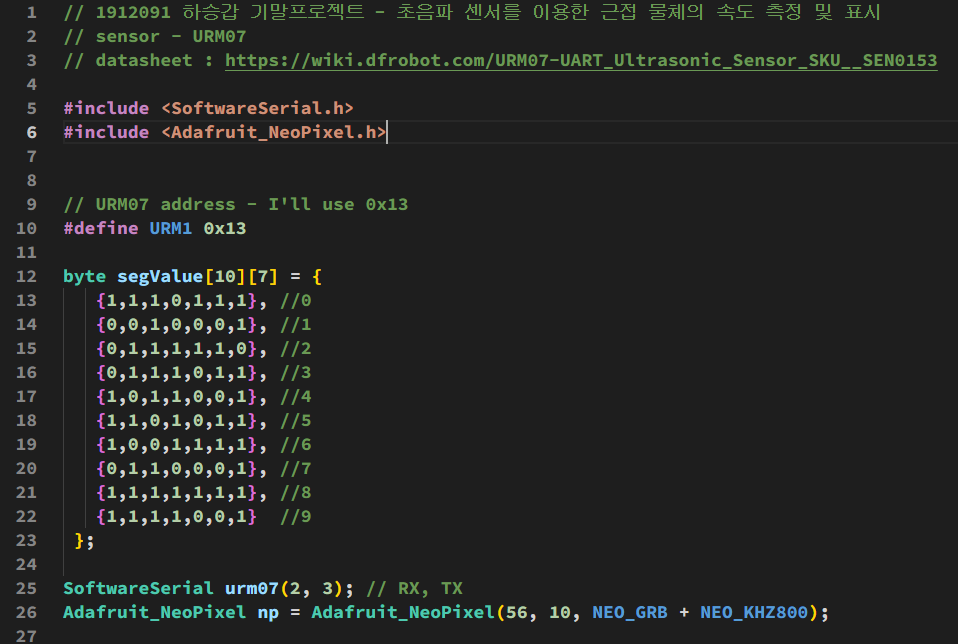 1 // 1912091 하승갑 기말프로젝트 - 초음파 센서를 이용한 근접 물체의 속도 측정 및 표시
2 // sensor - URM07
3 // datasheet : https://wiki.dfrobot.com/URM07-UART_Ultrasonic_Sensor_SKU__SEN0153
4
5 #include <SoftwareSerial.h>
6 #include <Adafruit_NeoPixel.h>
7
8
9 // URM07 address - I'll use 0x13
10 #define URM1 0x13
11
12 byte segValue[10][7] = {
13 {1,1,1,0,1,1,1}, //0
14 {0,0,1,0,0,0,1}, //1
15 {0,1,1,1,1,1,0}, //2
16 {0,1,1,1,0,1,1}, //3
17 {1,0,1,1,0,0,1}, //4
18 {1,1,0,1,0,1,1}, //5
19 {1,0,0,1,1,1,1}, //6
20 {0,1,1,0,0,0,1}, //7
21 {1,1,1,1,1,1,1}, //8
22 {1,1,1,1,0,0,1} //9
23 };
24
25 SoftwareSerial urm07(2, 3); // RX, TX
26 Adafruit_NeoPixel np = Adafruit_NeoPixel(56, 10, NEO_GRB + NEO_KHZ800);
27